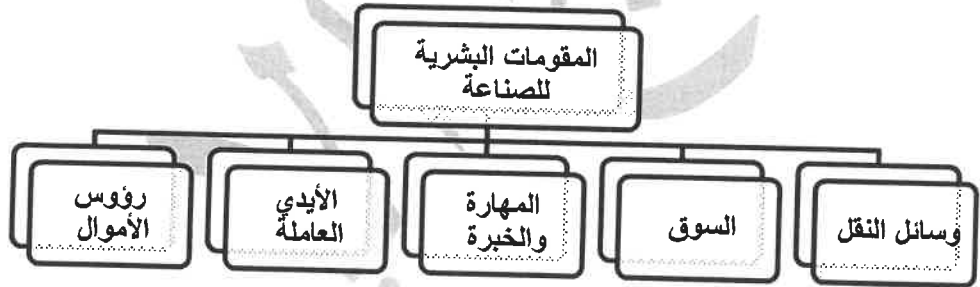 المقومات البشرية
للصناعة
وسائل النقل
السوق
المهارة
والخبرة
الأيدي
العاملة
رؤوس
الأموال